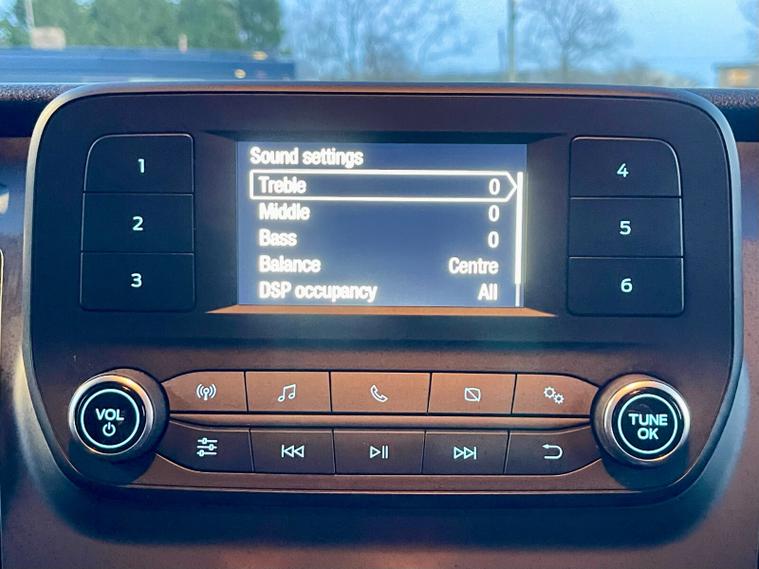 Sound settings
Treble 0
Middle 0
Bass 0
Balance Centre
DSP occupancy All
1
2
3
4
5
6
VOL
TUNE
OK